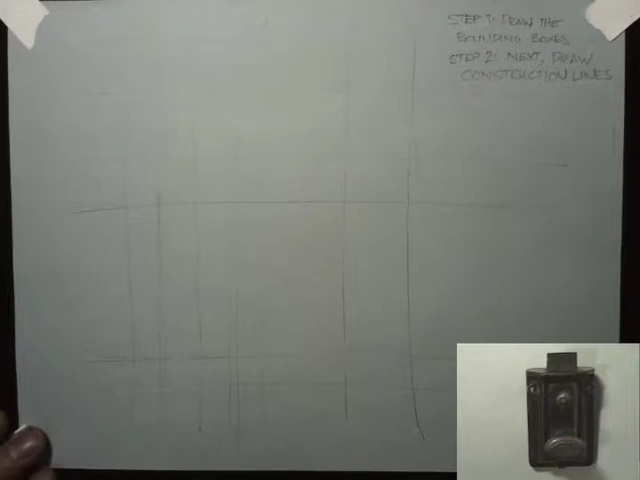 STEP 1: DRAW THE
BOUNDING BOXES
STEP 2: NEXT, DRAW
CONSTRUCTION LINES